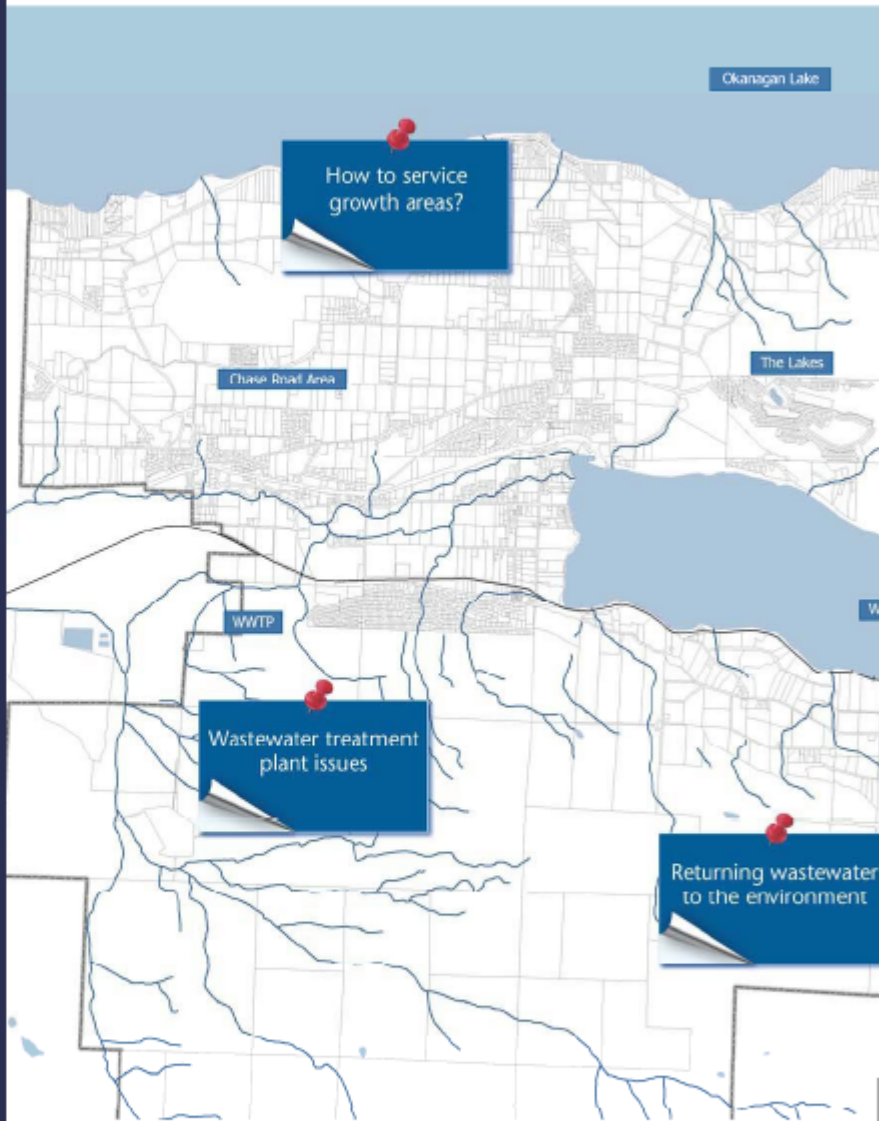 Okanagan Lake
How to service
growth areas?
The Lakes
Chase Road Area
WWTP
Wastewater treatment
plant issues
Returning wastewater
to the environment